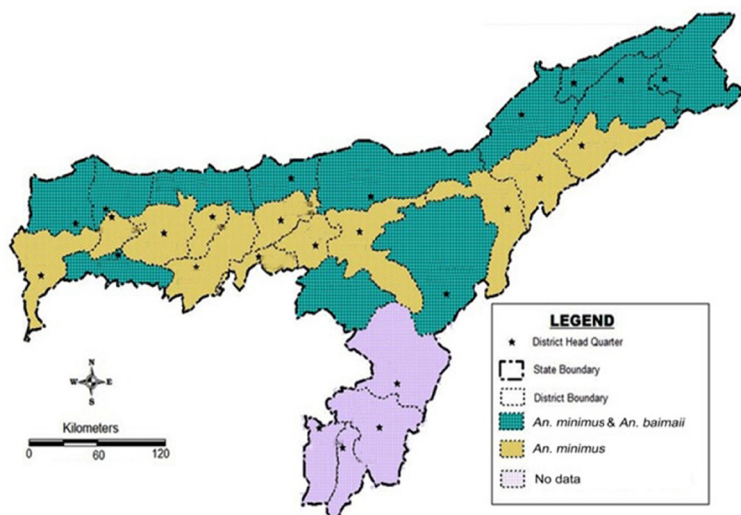 LEGEND
District Head Quarter
State Boundary
District Boundary
An. minimus & An. baimaii
An. minimus
No data
N
W E
S
Kilometers
0 60 120